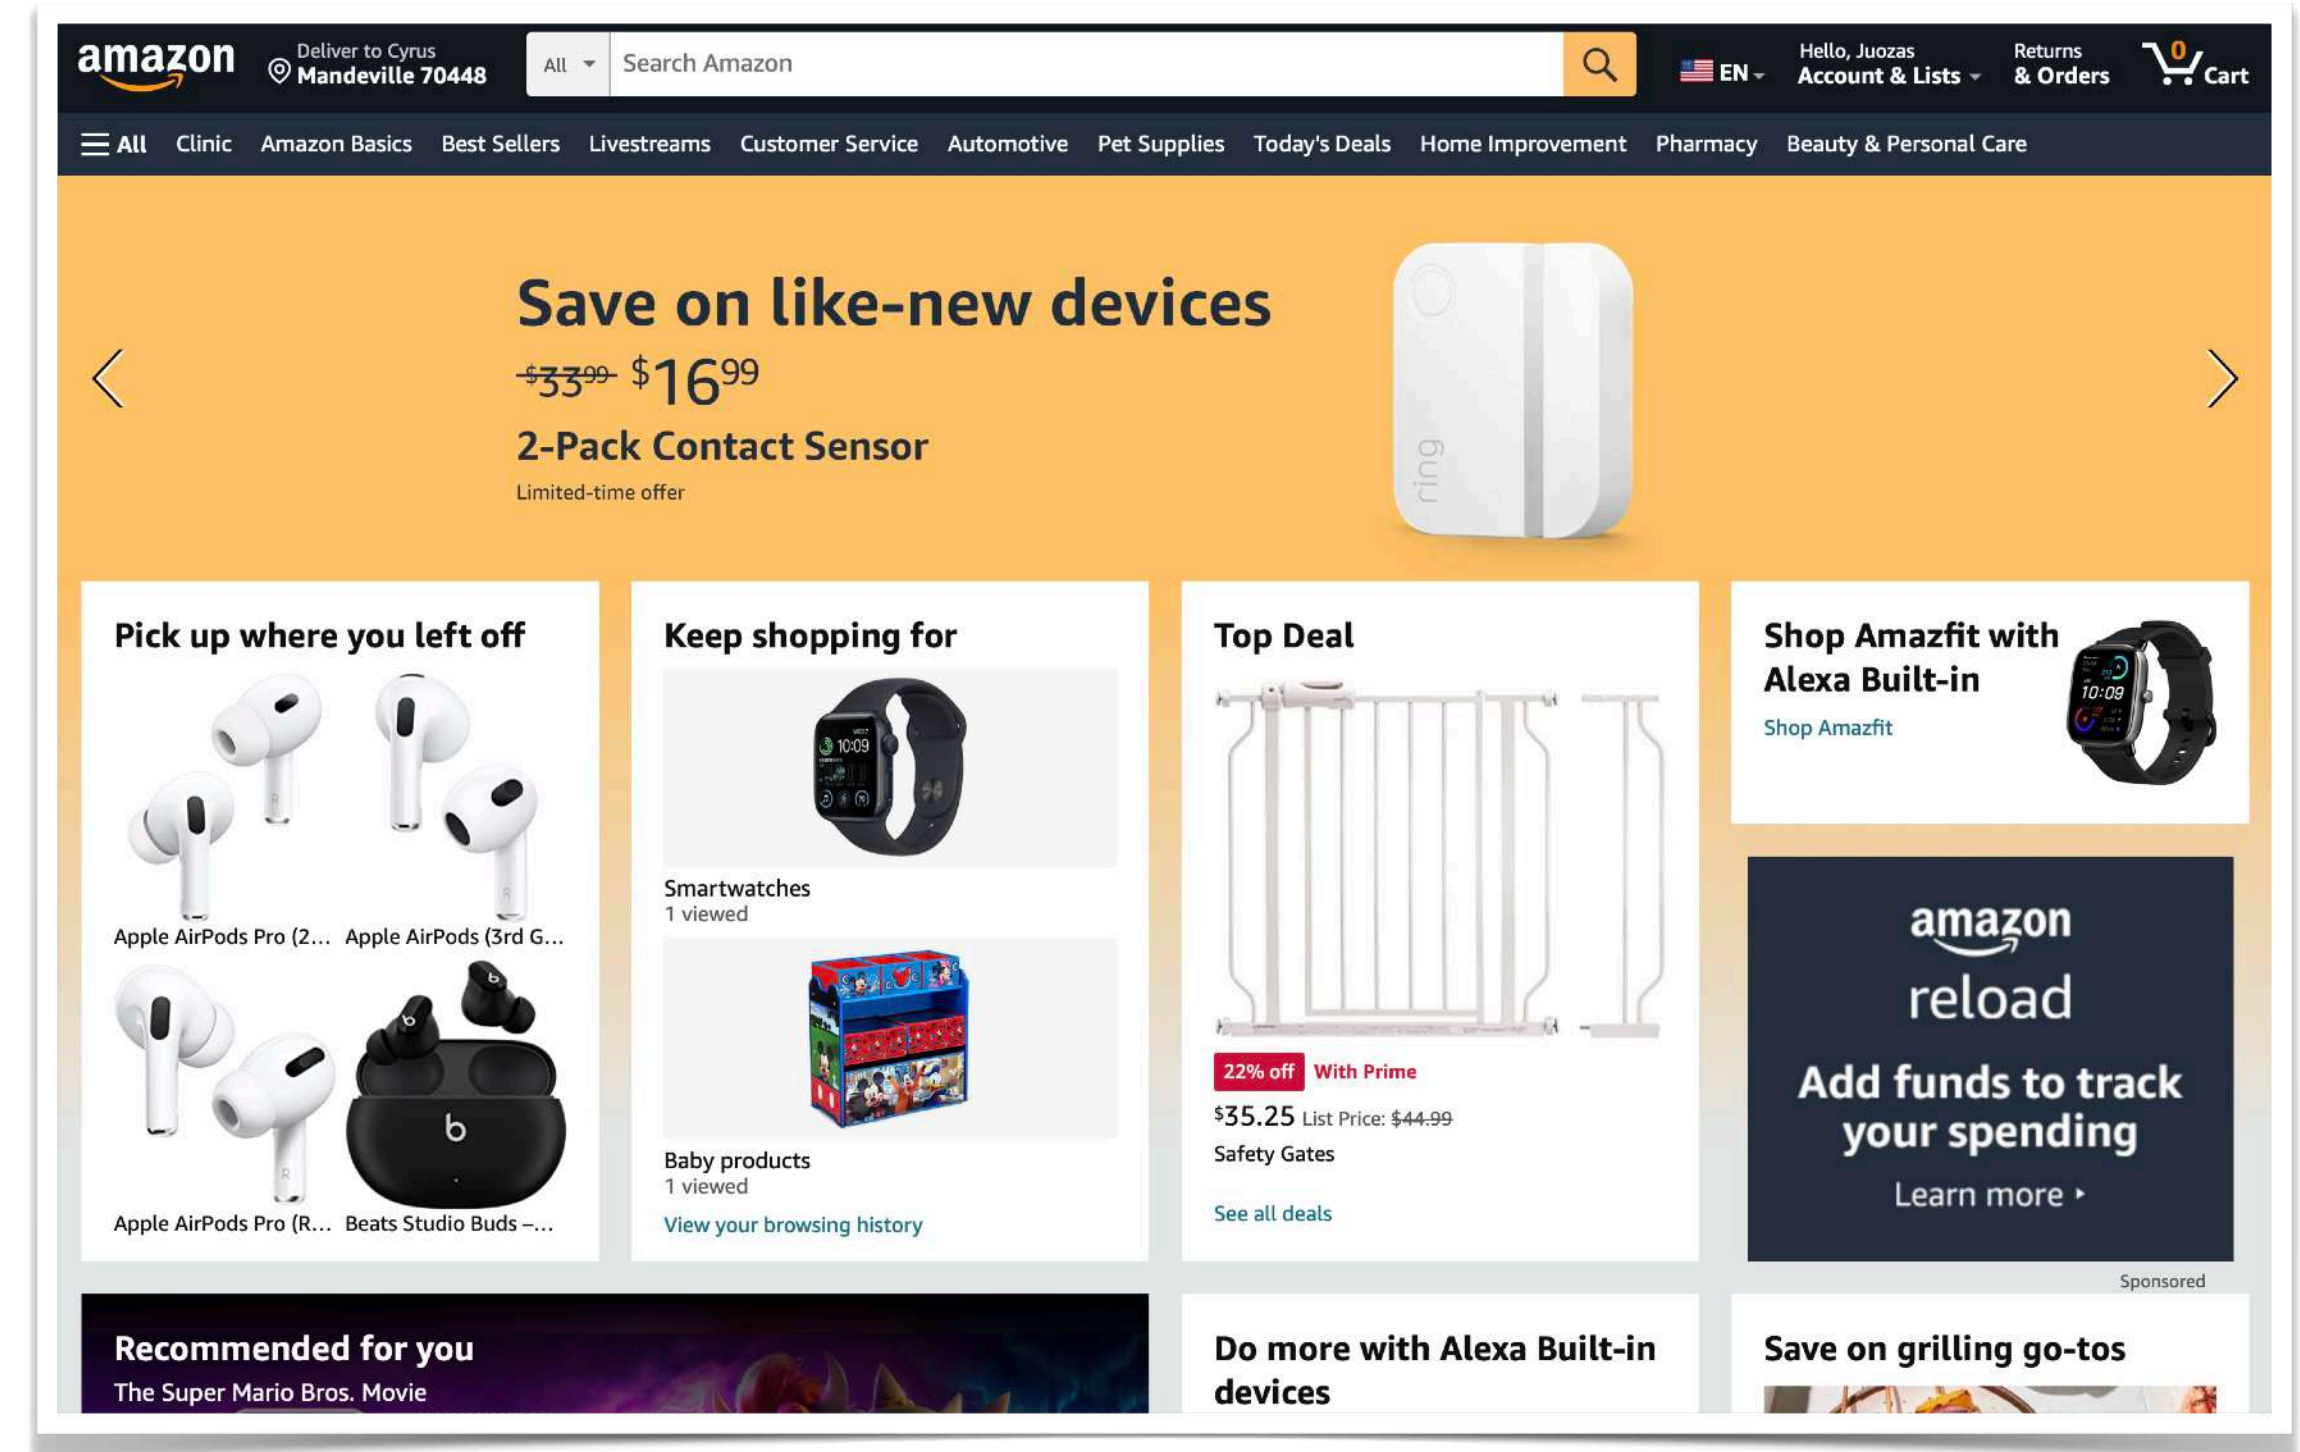 amazon
Deliver to Cyrus
Mandeville 70448
All
Search Amazon
EN
Hello, Juozas
Account & Lists
Returns
& Orders
0
Cart
All Clinic Amazon Basics Best Sellers Livestreams Customer Service Automotive Pet Supplies Today's Deals Home Improvement Pharmacy Beauty & Personal Care
Save on like-new devices
$33⁹⁹ $16⁹⁹
2-Pack Contact Sensor
Limited-time offer
ring
Pick up where you left off
Apple AirPods Pro (2... Apple AirPods (3rd G...
Apple AirPods Pro (R... Beats Studio Buds –...
Keep shopping for
10:09
Smartwatches
1 viewed
Baby products
1 viewed
View your browsing history
Top Deal
22% off With Prime
$35.25 List Price: $44.99
Safety Gates
See all deals
Shop Amazfit with
Alexa Built-in
Shop Amazfit
10:09
amazon
reload
Add funds to track
your spending
Learn more
Sponsored
Recommended for you
The Super Mario Bros. Movie
Do more with Alexa Built-in
devices
Save on grilling go-tos